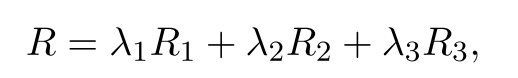 R = λ₁R₁ + λ₂R₂ + λ₃R₃,